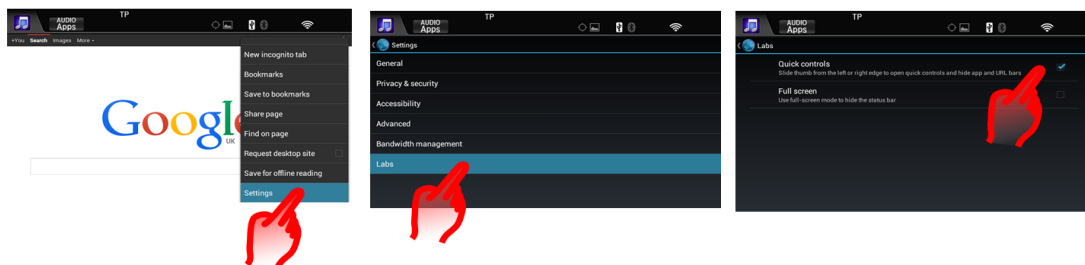 TP
AUDIO
Apps
+You Search Images More
New incognito tab
Bookmarks
Save to bookmarks
Share page
Find on page
Request desktop site
Save for offline reading
Settings
Google
UK
TP
AUDIO
Apps
Settings
General
Privacy & security
Accessibility
Advanced
Bandwidth management
Labs
TP
AUDIO
Apps
Labs
Quick controls
Slide thumb from the left or right edge to open quick controls and hide app and URL bars
Full screen
Use full-screen mode to hide the status bar